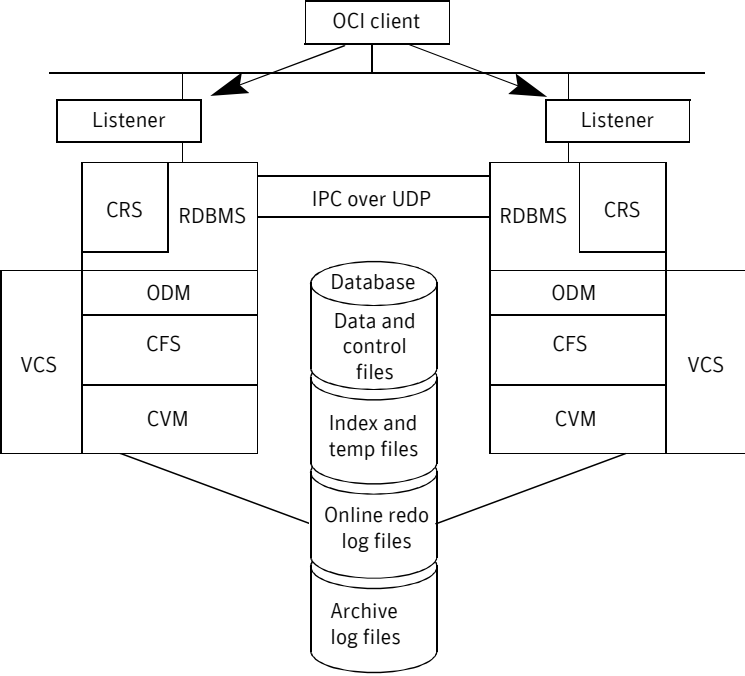 OCI client
Listener
Listener
CRS
RDBMS
IPC over UDP
RDBMS
CRS
VCS
ODM
CFS
CVM
Database
Data and
control
files
Index and
temp files
Online redo
log files
Archive
log files
ODM
CFS
CVM
VCS